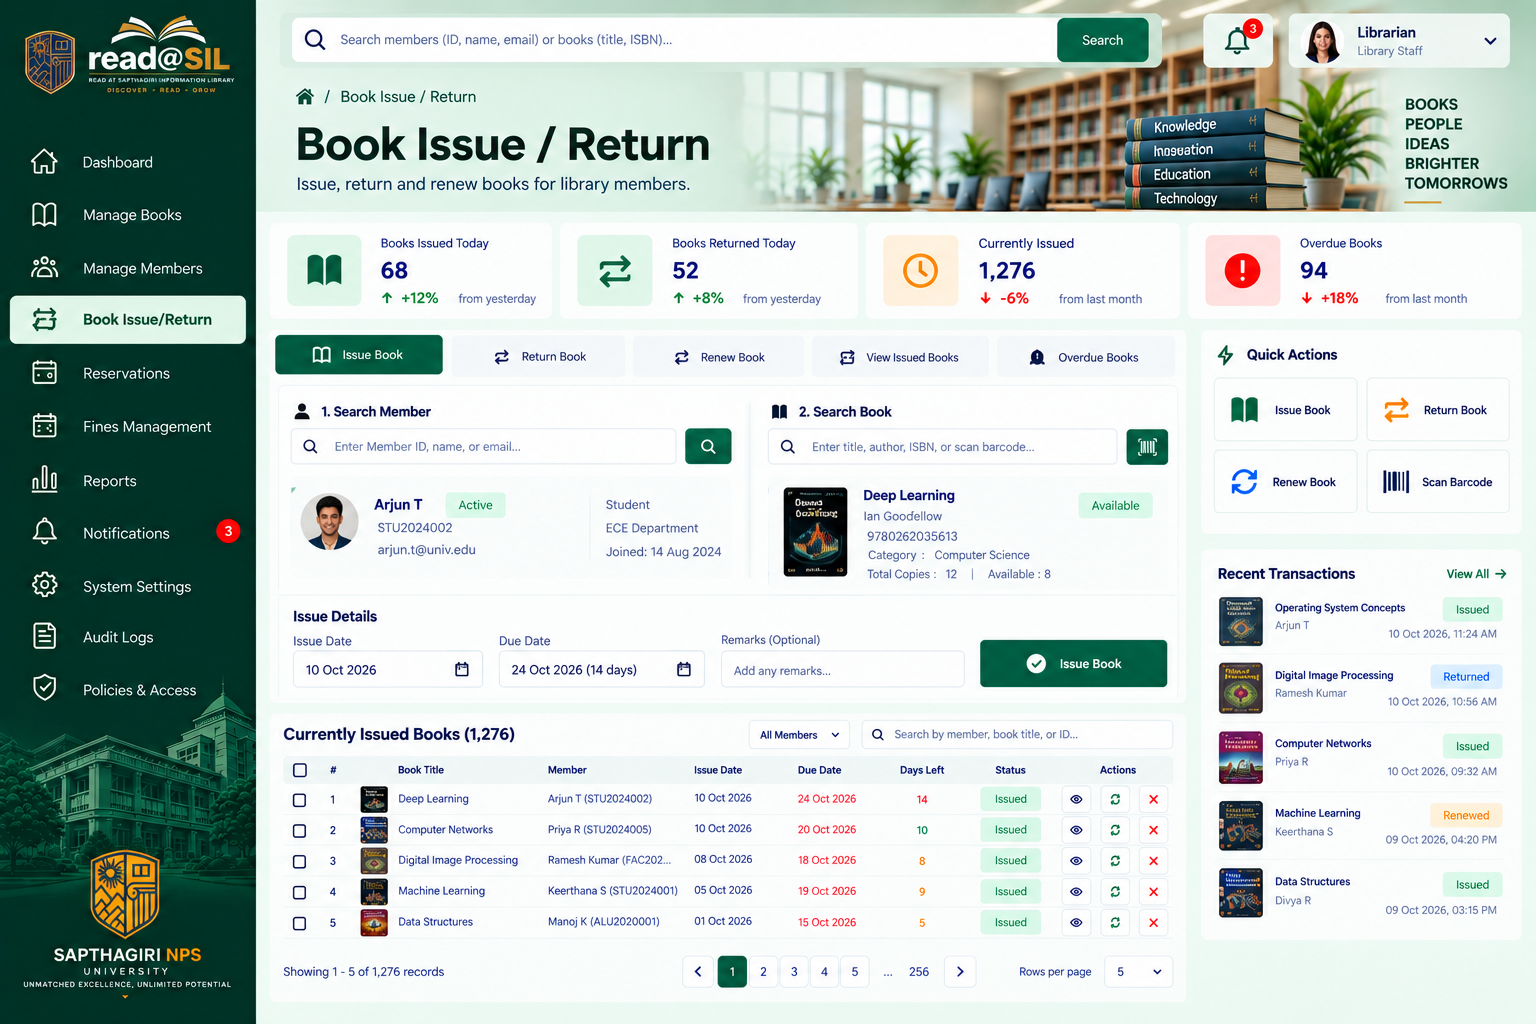 read@SIL
READ AT SAPTHAGIRI INFORMATION LIBRARY
DISCOVER • READ • GROW
Dashboard
Manage Books
Manage Members
Book Issue/Return
Reservations
Fines Management
Reports
Notifications 3
System Settings
Audit Logs
Policies & Access
SAPTHAGIRI NPS
UNIVERSITY
UNMATCHED EXCELLENCE, UNLIMITED POTENTIAL
Search members (ID, name, email) or books (title, ISBN)...
Search
3
Librarian
Library Staff
/ Book Issue / Return
Book Issue / Return
Issue, return and renew books for library members.
Knowledge
Education
Technology
BOOKS
PEOPLE
IDEAS
BRIGHTER
TOMORROWS
Books Issued Today
68
↑ +12% from yesterday
Books Returned Today
52
↑ +8% from yesterday
Currently Issued
1,276
↓ -6% from last month
Overdue Books
94
↓ +18% from last month
Issue Book
Return Book
Renew Book
View Issued Books
Overdue Books
1. Search Member
Enter Member ID, name, or email...
Arjun T Active
STU2024002
arjun.t@univ.edu
Student
ECE Department
Joined: 14 Aug 2024
2. Search Book
Enter title, author, ISBN, or scan barcode...
Deep Learning
Ian Goodfellow
9780262035613
Category : Computer Science
Total Copies : 12 | Available : 8
Available
Issue Details
Issue Date
10 Oct 2026
Due Date
24 Oct 2026 (14 days)
Remarks (Optional)
Add any remarks...
Issue Book
Currently Issued Books (1,276)
All Members
Search by member, book title, or ID...
# Book Title Member Issue Date Due Date Days Left Status Actions
1 Deep Learning Arjun T (STU2024002) 10 Oct 2026 24 Oct 2026 14 Issued
2 Computer Networks Priya R (STU2024005) 10 Oct 2026 20 Oct 2026 10 Issued
3 Digital Image Processing Ramesh Kumar (FAC202... 08 Oct 2026 18 Oct 2026 8 Issued
4 Machine Learning Keerthana S (STU2024001) 05 Oct 2026 19 Oct 2026 9 Issued
5 Data Structures Manoj K (ALU2020001) 01 Oct 2026 15 Oct 2026 5 Issued
Showing 1 - 5 of 1,276 records
1 2 3 4 5 ... 256
Rows per page 5
Quick Actions
Issue Book
Return Book
Renew Book
Scan Barcode
Recent Transactions View All →
Operating System Concepts Issued
Arjun T
10 Oct 2026, 11:24 AM
Digital Image Processing Returned
Ramesh Kumar
10 Oct 2026, 10:56 AM
Computer Networks Issued
Priya R
10 Oct 2026, 09:32 AM
Machine Learning Renewed
Keerthana S
09 Oct 2026, 04:20 PM
Data Structures Issued
Divya R
09 Oct 2026, 03:15 PM